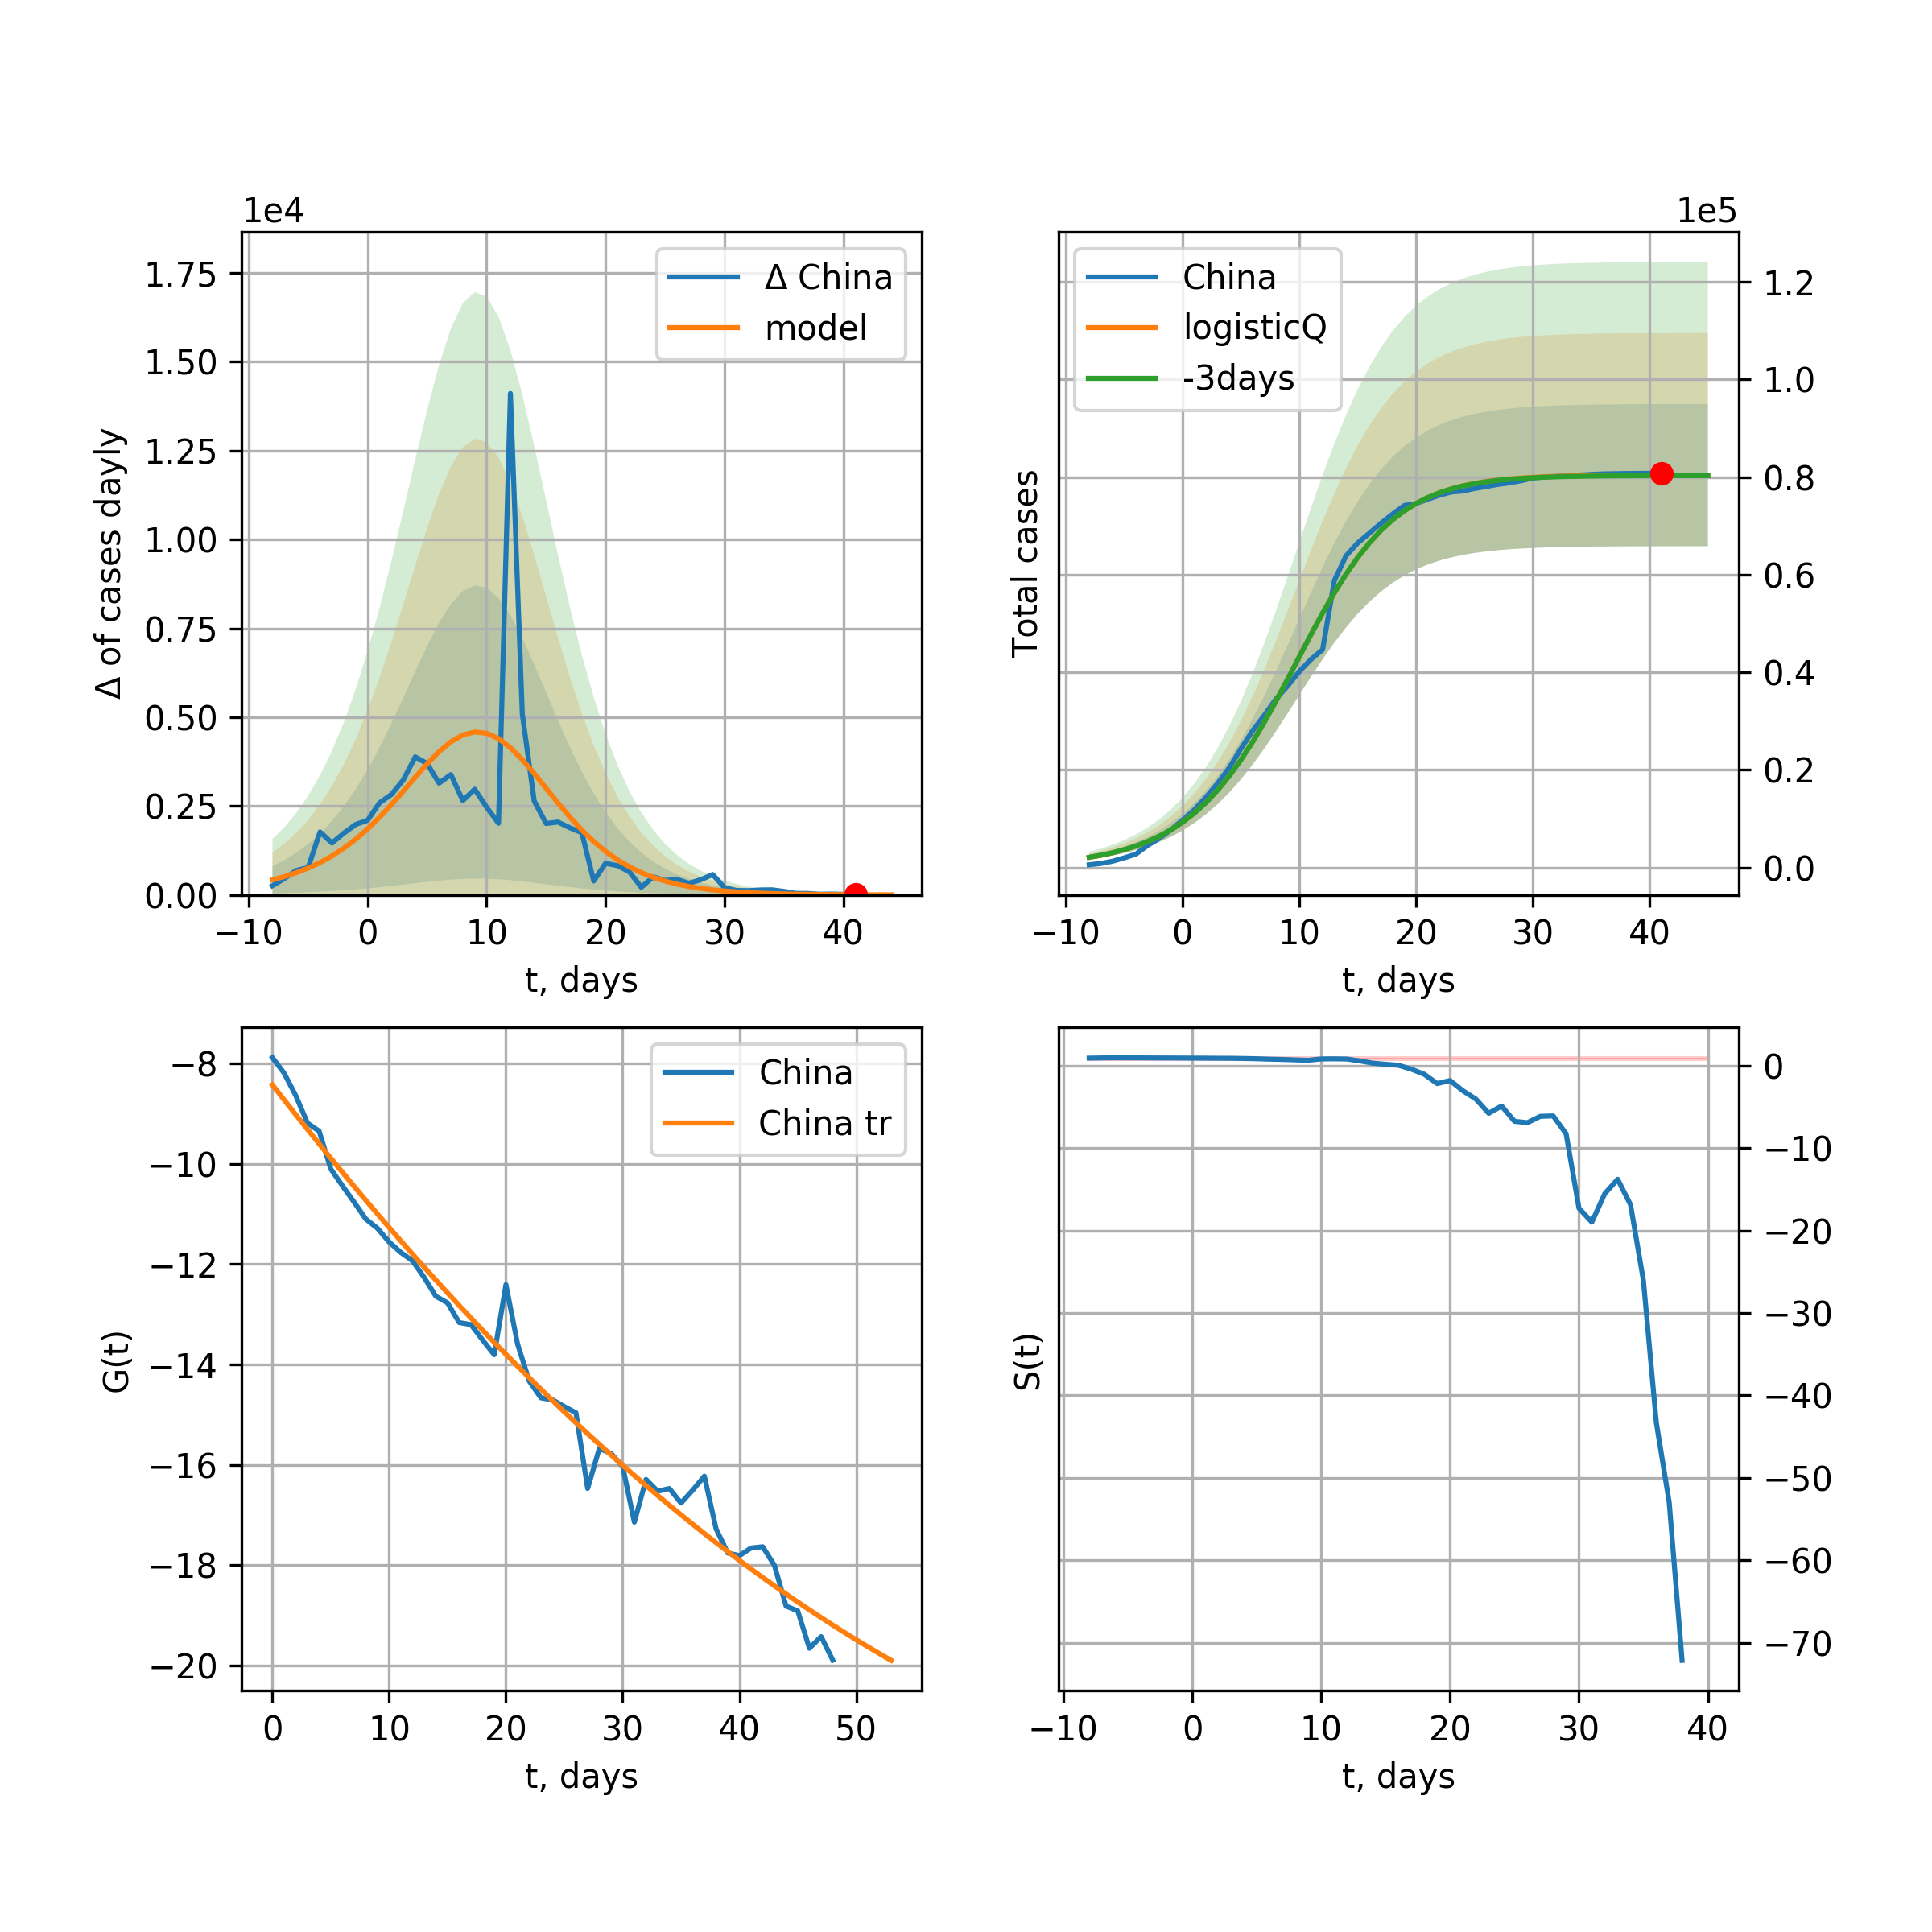 1e4
Δ China
model
1.75
1.50
1.25
1.00
0.75
0.50
0.25
0.00
Δ of cases dayly
−10 0 10 20 30 40
t, days
1e5
China
logisticQ
-3days
1.2
1.0
0.8
0.6
0.4
0.2
0.0
Total cases
−10 0 10 20 30 40
t, days
China
China tr
−8
−10
−12
−14
−16
−18
−20
G(t)
0 10 20 30 40 50
t, days
0
−10
−20
−30
−40
−50
−60
−70
S(t)
−10 0 10 20 30 40
t, days